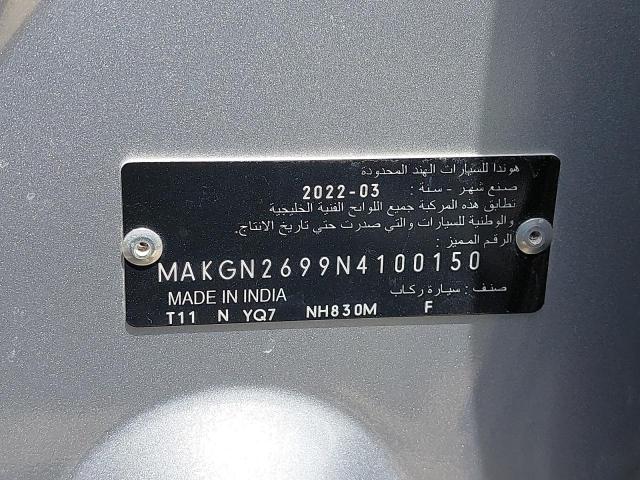 هوندا للسيارات الهند المحدودة
صنع شهر - سنة : 2022-03
تطابق هذه المركبة جميع اللوائح الفنية الخليجية
والوطنية للسيارات والتي صدرت حتي تاريخ الانتاج.
الرقم المميز :
MAKGN2699N4100150
صنف : سيارة ركاب
MADE IN INDIA
T11 N YQ7 NH830M F